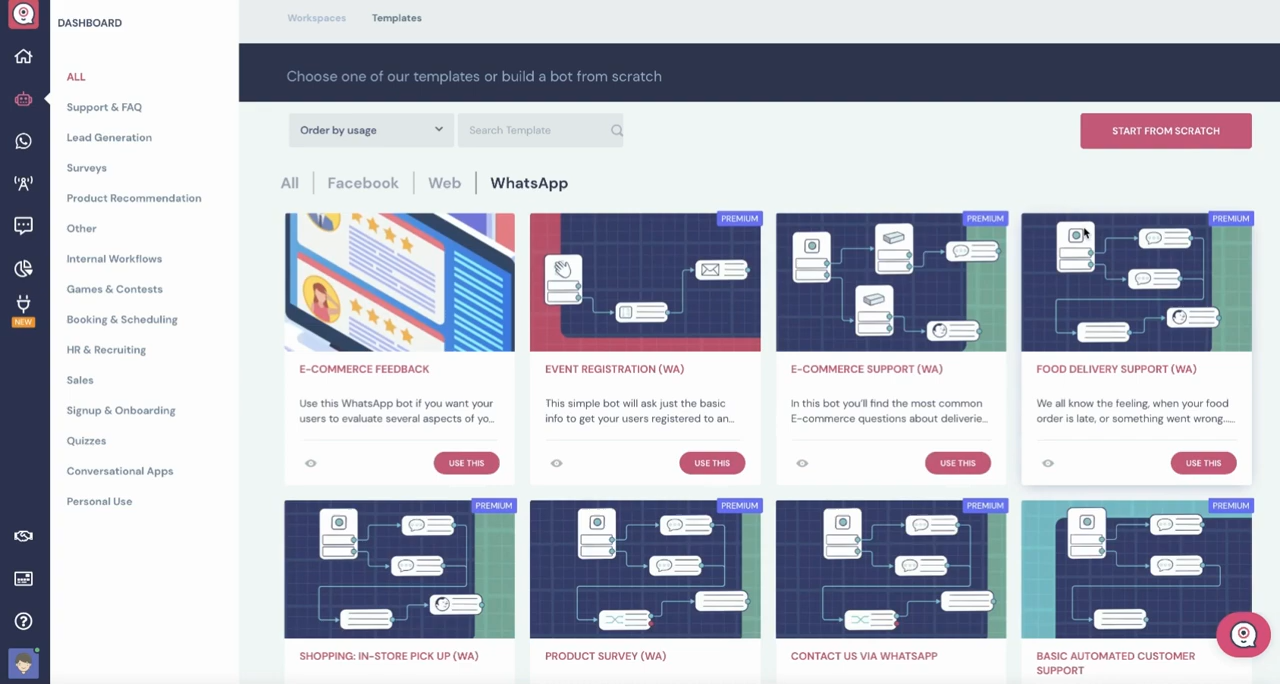 DASHBOARD
ALL
Support & FAQ
Lead Generation
Surveys
Product Recommendation
Other
Internal Workflows
Games & Contests
Booking & Scheduling
HR & Recruiting
Sales
Signup & Onboarding
Quizzes
Conversational Apps
Personal Use
NEW
Workspaces Templates
Choose one of our templates or build a bot from scratch
Order by usage Search Template START FROM SCRATCH
All Facebook Web WhatsApp
PREMIUM PREMIUM PREMIUM
E-COMMERCE FEEDBACK
Use this WhatsApp bot if you want your
users to evaluate several aspects of yo...
USE THIS
EVENT REGISTRATION (WA)
This simple bot will ask just the basic
info to get your users registered to an...
USE THIS
E-COMMERCE SUPPORT (WA)
In this bot you'll find the most common
E-commerce questions about deliverie...
USE THIS
FOOD DELIVERY SUPPORT (WA)
We all know the feeling, when your food
order is late, or something went wrong.....
USE THIS
PREMIUM PREMIUM PREMIUM PREMIUM
SHOPPING: IN-STORE PICK UP (WA)
PRODUCT SURVEY (WA)
CONTACT US VIA WHATSAPP
BASIC AUTOMATED CUSTOMER
SUPPORT